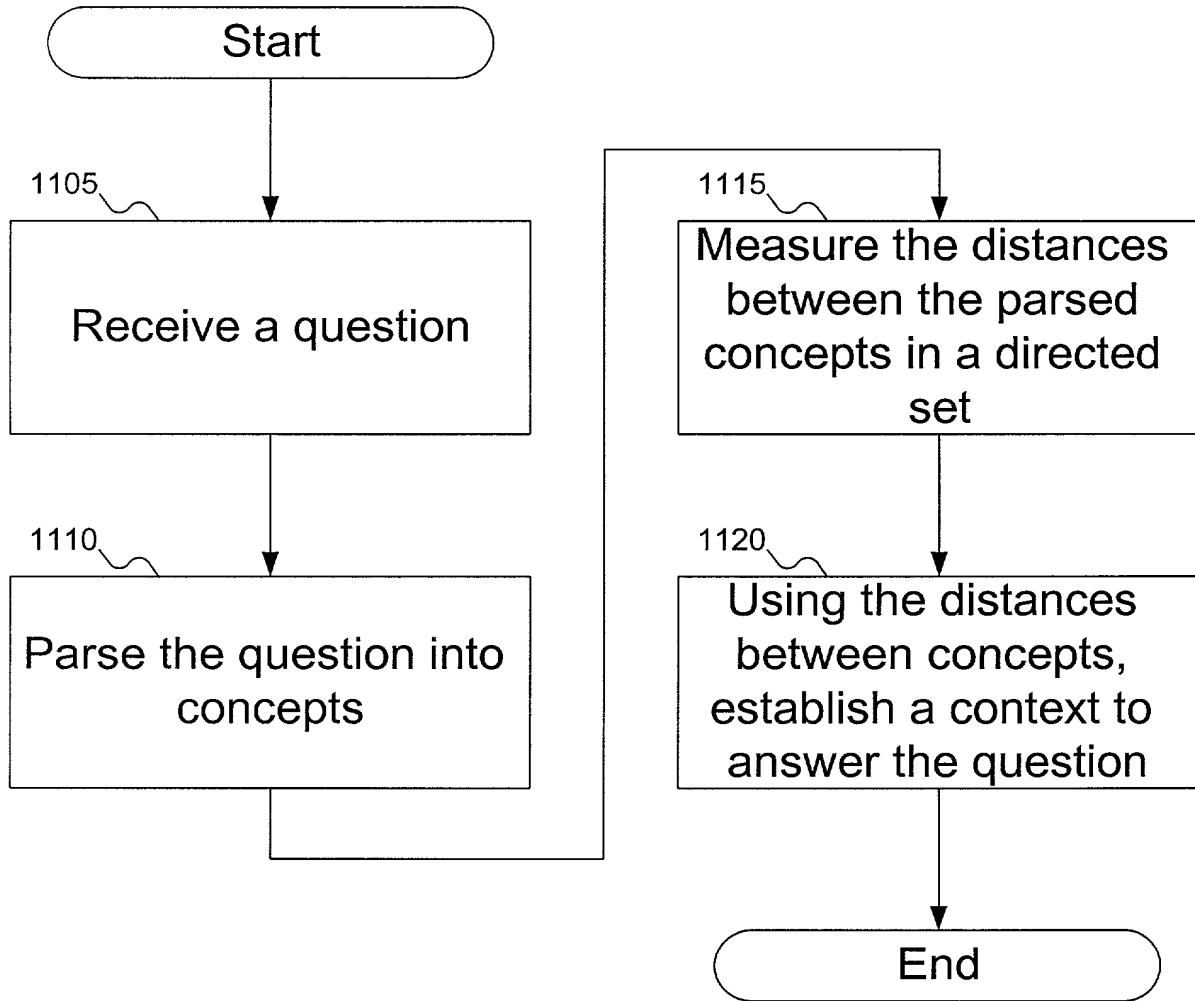 Start
1105
Receive a question
1110
Parse the question into
concepts
1115
Measure the distances
between the parsed
concepts in a directed
set
1120
Using the distances
between concepts,
establish a context to
answer the question
End